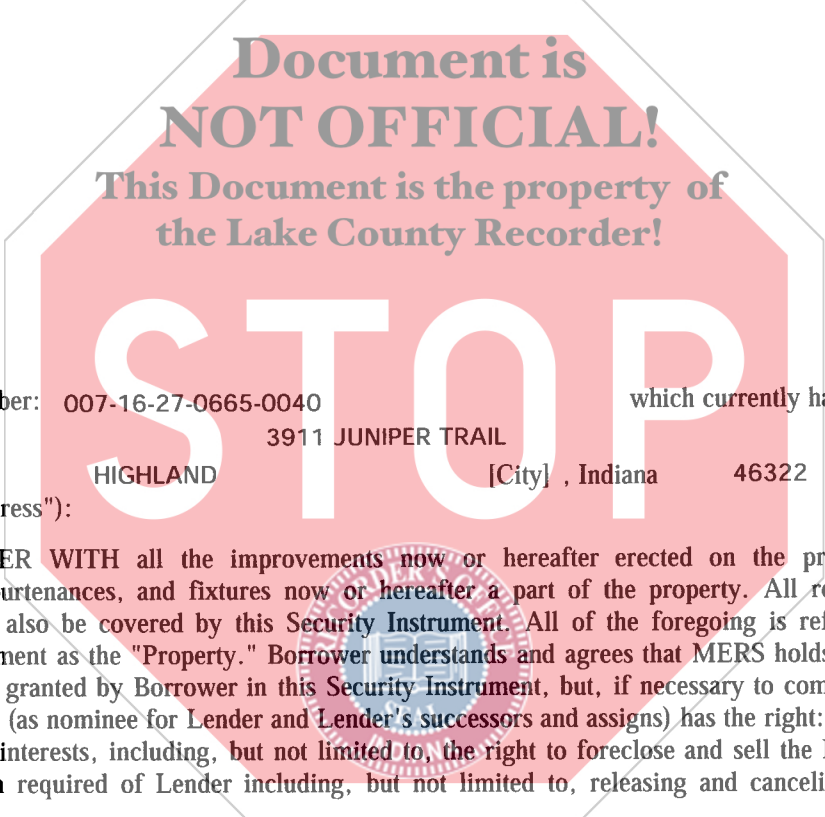 Document is
NOT OFFICIAL!
This Document is the property of
the Lake County Recorder!
STOP
ber: 007-16-27-0665-0040 which currently ha
3911 JUNIPER TRAIL
HIGHLAND [City] , Indiana 46322
ress"):
ER WITH all the improvements now or hereafter erected on the pr
urtenances, and fixtures now or hereafter a part of the property. All re
also be covered by this Security Instrument. All of the foregoing is ref
ment as the "Property." Borrower understands and agrees that MERS holds
granted by Borrower in this Security Instrument, but, if necessary to com
(as nominee for Lender and Lender's successors and assigns) has the right:
interests, including, but not limited to, the right to foreclose and sell the
required of Lender including, but not limited to, releasing and canceli
SEAL
INDIANA